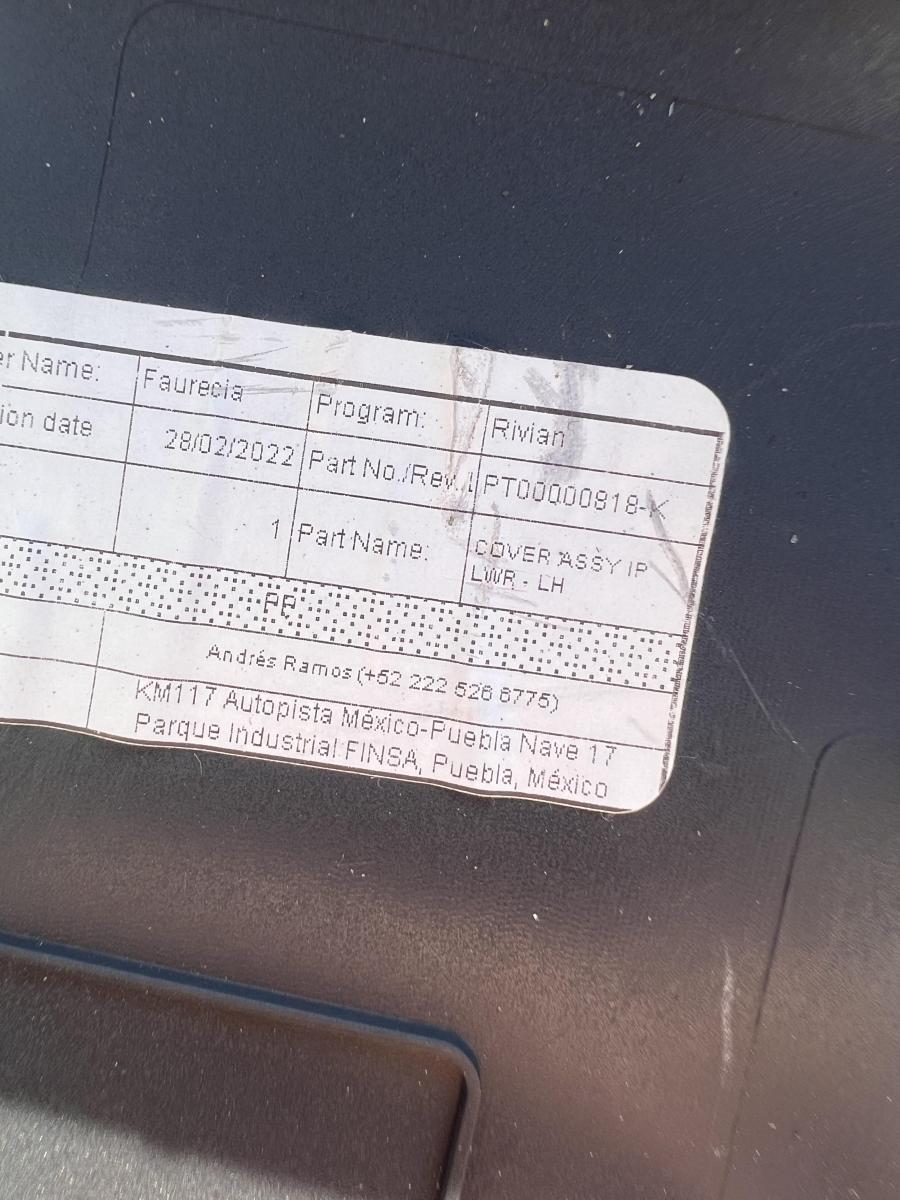 er Name: Faurecia Program: Rivian
ion date 28/02/2022 Part No./Rev. PT00000818-K
1 Part Name: COVER ASSY IP
LWR - LH
PP
Andrés Ramos (+52 222 526 6775)
KM117 Autopista México-Puebla Nave 17
Parque Industrial FINSA, Puebla, México